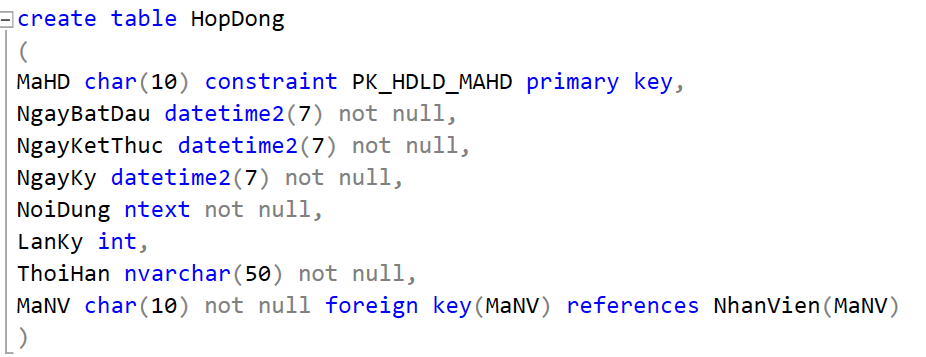 create table HopDong
(
MaHD char(10) constraint PK_HDLD_MAHD primary key,
NgayBatDau datetime2(7) not null,
NgayKetThuc datetime2(7) not null,
NgayKy datetime2(7) not null,
NoiDung ntext not null,
LanKy int,
ThoiHan nvarchar(50) not null,
MaNV char(10) not null foreign key(MaNV) references NhanVien(MaNV)
)